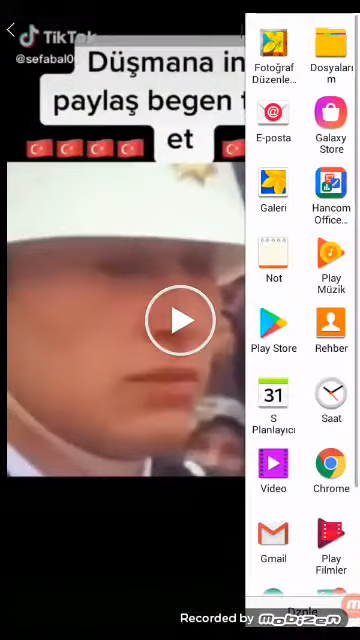 TikTok
@sefabal0
Düşmana in
paylaş begen
et
Fotoğraf
Düzenle...
Dosyaların
m
E-posta
Galaxy
Store
Galeri
Hancom
Office...
Not
Play
Müzik
Play Store
Rehber
31
S
Planlayıcı
Saat
Video
Chrome
Gmail
Play
Filmler
Recorded by MOBIZEN